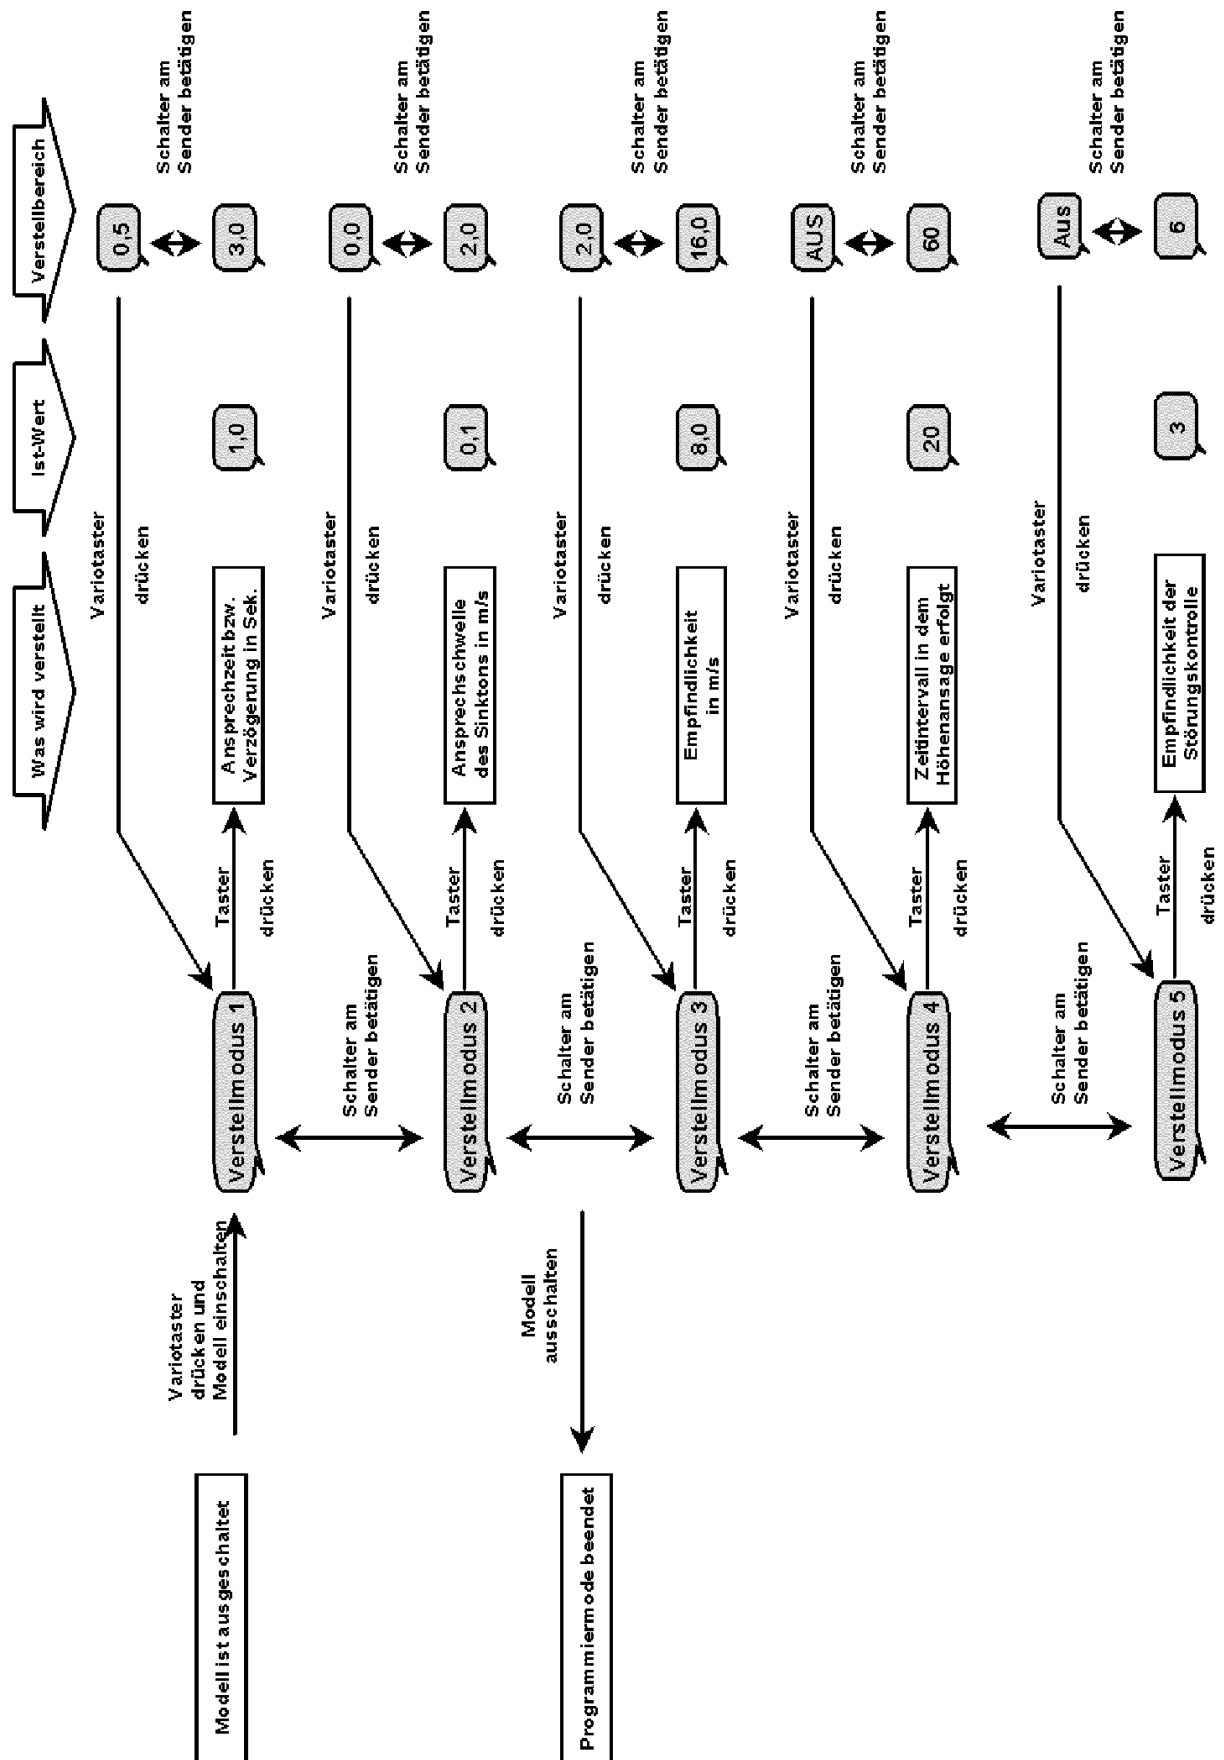 Was wird verstellt
Ist-Wert
Verstellbereich
Variotaster
drücken
0,5
Schalter am
Sender betätigen
Modell ist ausgeschaltet
Variotaster
drücken und
Modell einschalten
Verstellmodus 1
Taster
drücken
Ansprechzeit bzw.
Verzögerung in Sek.
1,0
3,0
Schalter am
Sender betätigen
Variotaster
drücken
0,0
Schalter am
Sender betätigen
Verstellmodus 2
Taster
drücken
Ansprechschwelle
des Sinktons in m/s
0,1
2,0
Modell
ausschalten
Programmiermode beendet
Schalter am
Sender betätigen
Variotaster
drücken
2,0
Schalter am
Sender betätigen
Verstellmodus 3
Taster
drücken
Empfindlichkeit
in m/s
8,0
16,0
Schalter am
Sender betätigen
Variotaster
drücken
AUS
Schalter am
Sender betätigen
Verstellmodus 4
Taster
drücken
Zeitintervall in dem
Höhenansage erfolgt
20
60
Schalter am
Sender betätigen
Variotaster
drücken
Aus
Schalter am
Sender betätigen
Verstellmodus 5
Taster
drücken
Empfindlichkeit der
Störungskontrolle
3
6